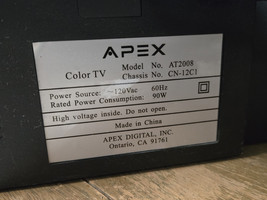 APEX
Color TV Model No. AT2008
Chassis No. CN-12C1
Power Source: ~120Vac 60Hz
Rated Power Consumption: 90W
High voltage inside. Do not open.
Made in China
APEX DIGITAL, INC.
Ontario, CA 91761